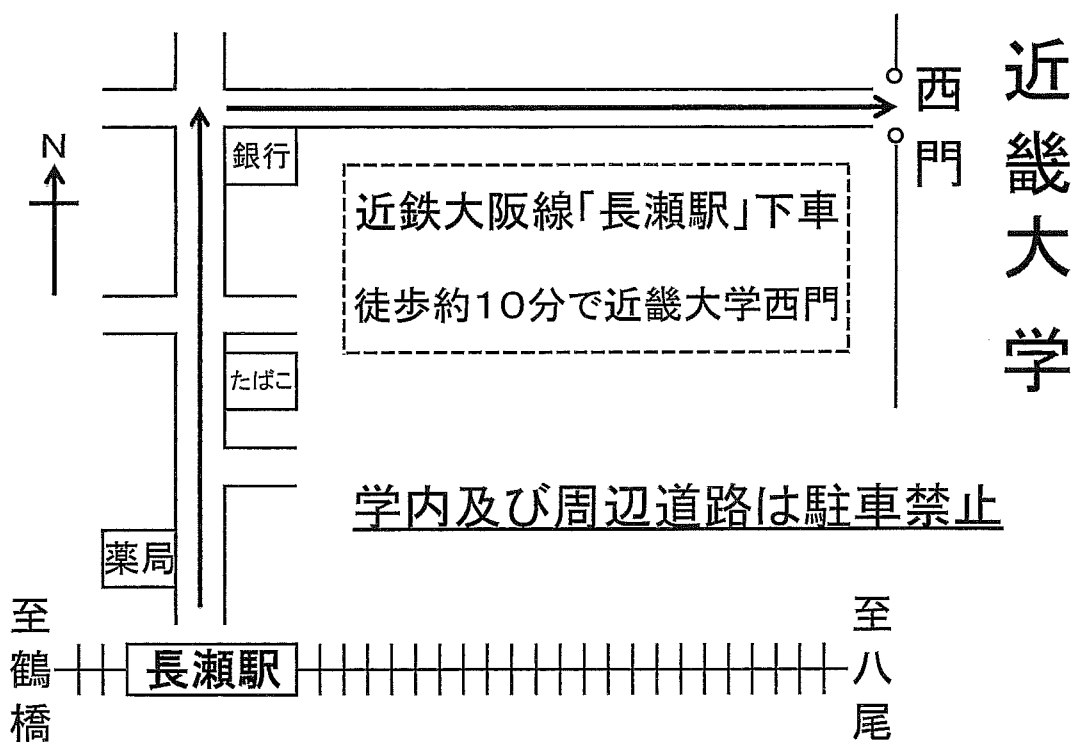 近畿大学
西門
N
銀行
近鉄大阪線「長瀬駅」下車
徒歩約10分で近畿大学西門
たばこ
学内及び周辺道路は駐車禁止
薬局
至鶴橋
長瀬駅
至八尾